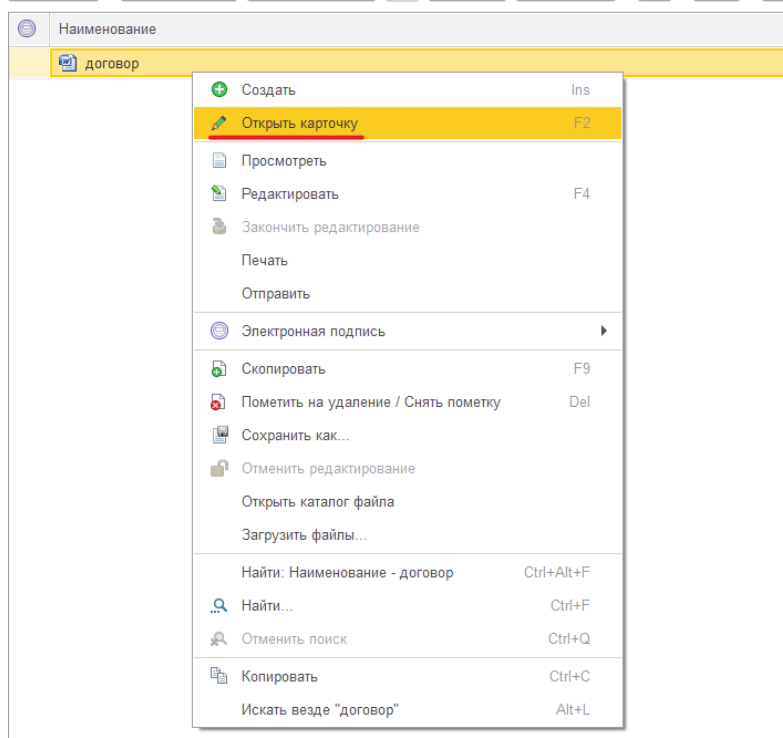 Наименование
договор
Создать Ins
Открыть карточку F2
Просмотреть
Редактировать F4
Закончить редактирование
Печать
Отправить
Электронная подпись
Скопировать F9
Пометить на удаление / Снять пометку Del
Сохранить как...
Отменить редактирование
Открыть каталог файла
Загрузить файлы...
Найти: Наименование - договор Ctrl+Alt+F
Найти... Ctrl+F
Отменить поиск Ctrl+Q
Копировать Ctrl+C
Искать везде "договор" Alt+L